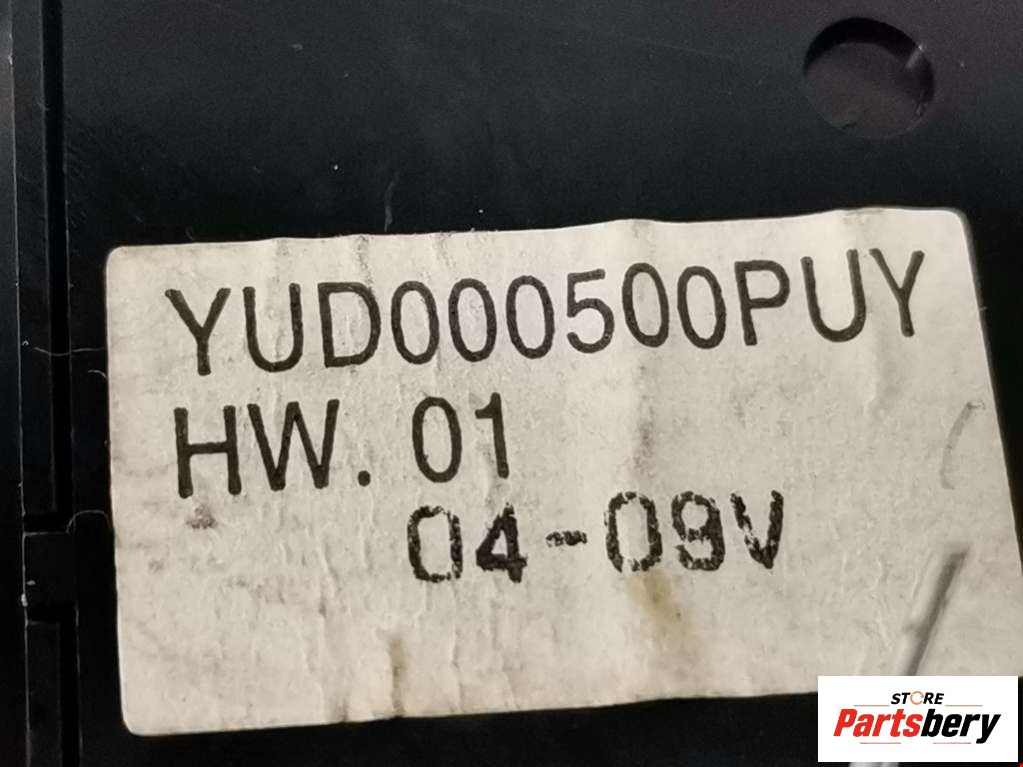 YUD000500PUY
HW. 01
04-09V
STORE
Partsbery